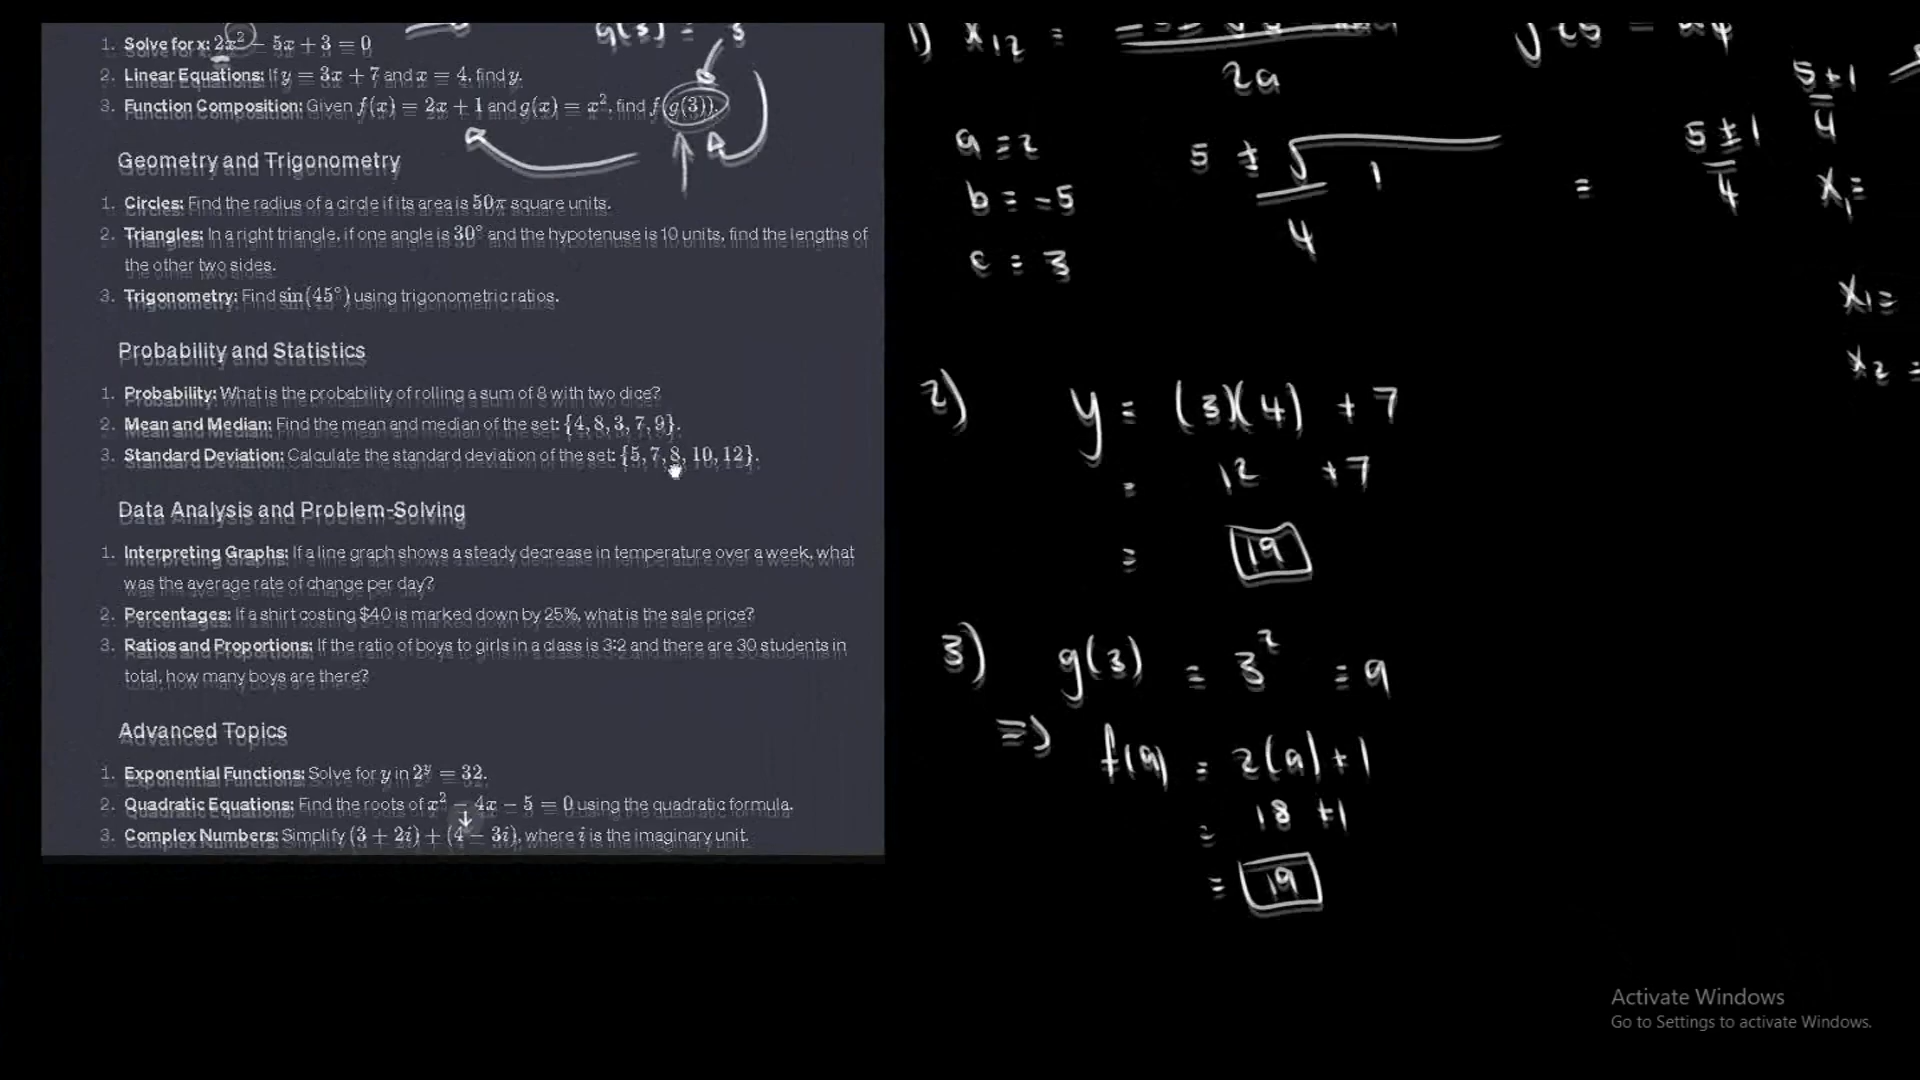 1. Solve for x: 2x² − 5x + 3 = 0
2. Linear Equations: If y = 3x + 7 and x = 4, find y.
3. Function Composition: Given f(x) = 2x + 1 and g(x) = x², find f(g(3)).
Geometry and Trigonometry
1. Circles: Find the radius of a circle if its area is 50π square units.
2. Triangles: In a right triangle, if one angle is 30° and the hypotenuse is 10 units, find the lengths of
the other two sides.
3. Trigonometry: Find sin(45°) using trigonometric ratios.
Probability and Statistics
1. Probability: What is the probability of rolling a sum of 8 with two dice?
2. Mean and Median: Find the mean and median of the set: {4, 8, 3, 7, 9}.
3. Standard Deviation: Calculate the standard deviation of the set: {5, 7, 8, 10, 12}.
Data Analysis and Problem-Solving
1. Interpreting Graphs: If a line graph shows a steady decrease in temperature over a week, what
was the average rate of change per day?
2. Percentages: If a shirt costing $40 is marked down by 25%, what is the sale price?
3. Ratios and Proportions: If the ratio of boys to girls in a class is 3:2 and there are 30 students in
total, how many boys are there?
Advanced Topics
1. Exponential Functions: Solve for y in 2^y = 32.
2. Quadratic Equations: Find the roots of x² − 4x − 5 = 0 using the quadratic formula.
3. Complex Numbers: Simplify (3 + 2i) + (4 − 3i), where i is the imaginary unit.
g(3) = 3
1) x12 =
2a
a = 2
b = -5
c = 3
5 ± √1
4
= 5 ± 1
4
5 + 1
4
x1 =
x1 =
x2 =
2) y = (3)(4) + 7
= 12 + 7
= 19
3) g(3) = 3² = 9
=> f(9) = 2(9) + 1
= 18 + 1
= 19
Activate Windows
Go to Settings to activate Windows.